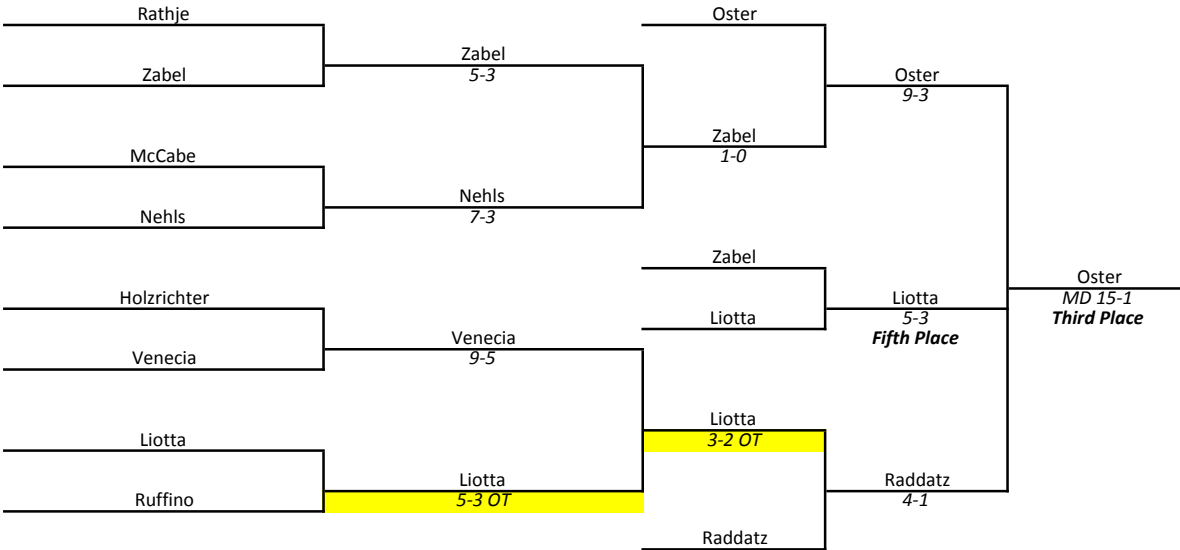 Rathje
Oster
Zabel
5-3
Zabel
Oster
9-3
McCabe
Zabel
1-0
Nehls
7-3
Nehls
Zabel
Oster
MD 15-1
Third Place
Holzrichter
Liotta
5-3
Fifth Place
Liotta
Venecia
9-5
Venecia
Liotta
3-2 OT
Liotta
Liotta
5-3 OT
Raddatz
4-1
Ruffino
Raddatz